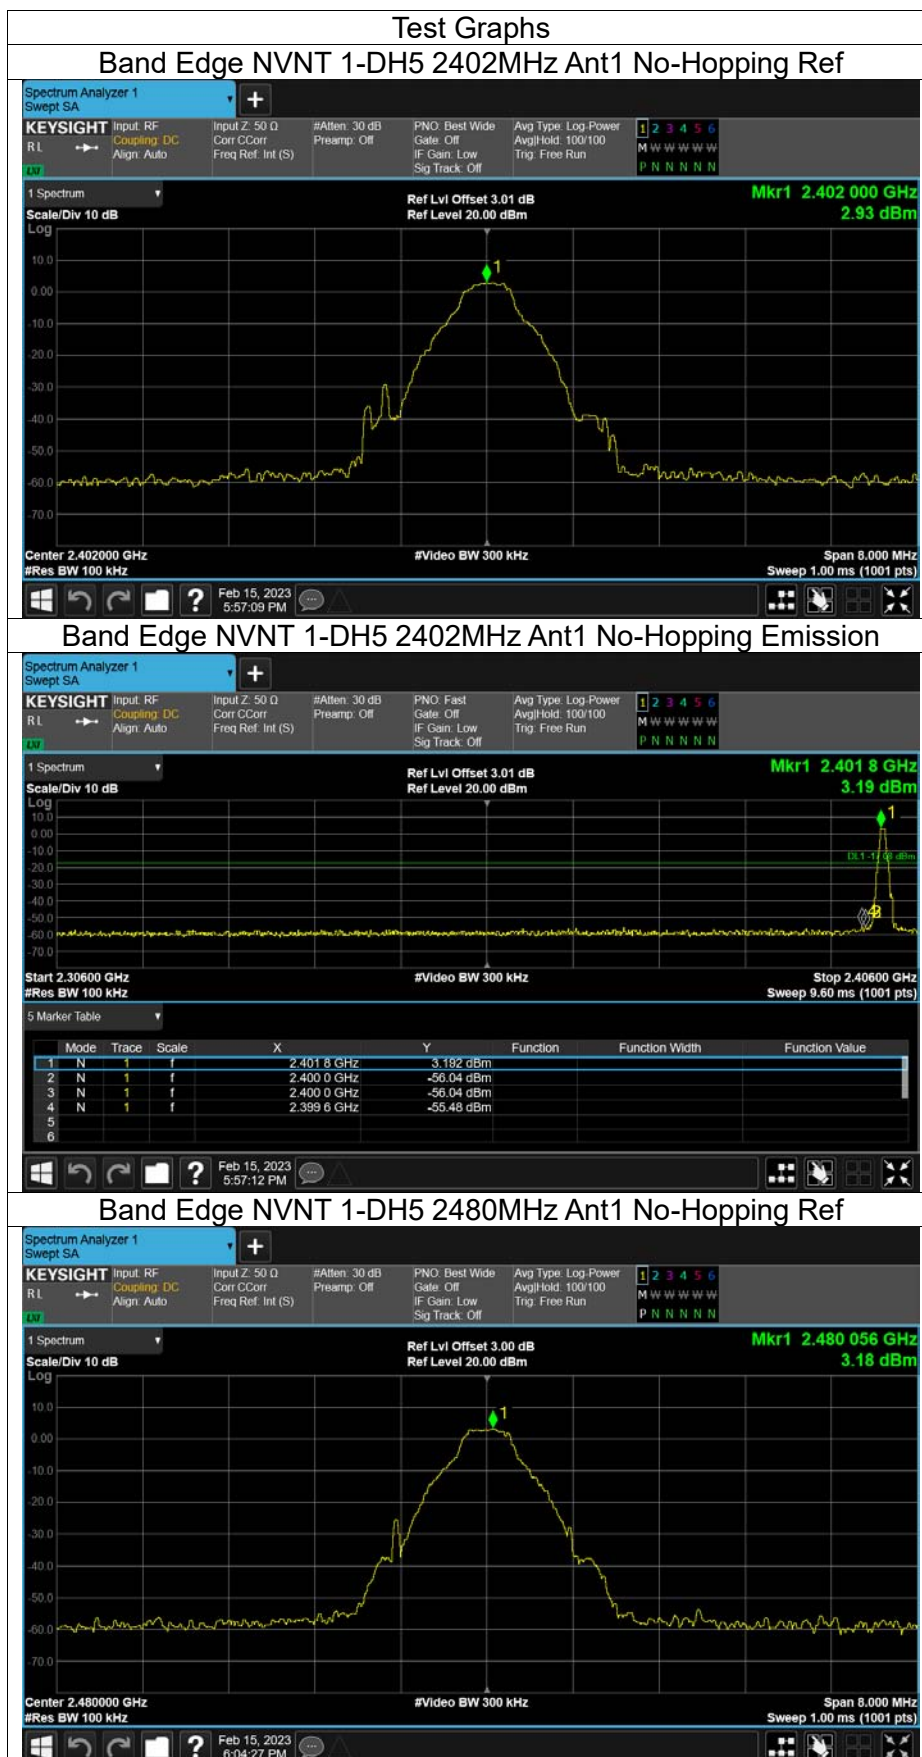 Test Graphs
Band Edge NVNT 1-DH5 2402MHz Ant1 No-Hopping Ref
Spectrum Analyzer 1
Swept SA
+
KEYSIGHT Input: RF Input Z: 50 Ω #Atten: 30 dB PNO: Best Wide Avg Type: Log-Power 1 2 3 4 5 6
RL Coupling: DC Corr CCorr Preamp: Off Gate: Off Avg|Hold: 100/100 M W W W W W
Align: Auto Freq Ref: Int (S) IF Gain: Low Trig: Free Run
LXI Sig Track: Off P N N N N N
1 Spectrum Ref Lvl Offset 3.01 dB Mkr1 2.402 000 GHz
Scale/Div 10 dB Ref Level 20.00 dBm 2.93 dBm
Log
1
10.0
0.00
-10.0
-20.0
-30.0
-40.0
-50.0
-60.0
-70.0
Center 2.402000 GHz #Video BW 300 kHz Span 8.000 MHz
#Res BW 100 kHz Sweep 1.00 ms (1001 pts)
? Feb 15, 2023
5:57:09 PM
Band Edge NVNT 1-DH5 2402MHz Ant1 No-Hopping Emission
Spectrum Analyzer 1
Swept SA
+
KEYSIGHT Input: RF Input Z: 50 Ω #Atten: 30 dB PNO: Fast Avg Type: Log-Power 1 2 3 4 5 6
RL Coupling: DC Corr CCorr Preamp: Off Gate: Off Avg|Hold: 100/100 M W W W W W
Align: Auto Freq Ref: Int (S) IF Gain: Low Trig: Free Run
LXI Sig Track: Off P N N N N N
1 Spectrum Ref Lvl Offset 3.01 dB Mkr1 2.401 8 GHz
Scale/Div 10 dB Ref Level 20.00 dBm 3.19 dBm
Log
10.0 1
0.00
-10.0
DL1
-20.0
-30.0
-40.0
-50.0
-60.0
-70.0
Start 2.30600 GHz #Video BW 300 kHz Stop 2.40600 GHz
#Res BW 100 kHz Sweep 9.60 ms (1001 pts)
5 Marker Table
Mode Trace Scale X Y Function Function Width Function Value
1 N 1 f 2.401 8 GHz 3.192 dBm
2 N 1 f 2.400 0 GHz -56.04 dBm
3 N 1 f 2.400 0 GHz -56.04 dBm
4 N 1 f 2.399 6 GHz -55.48 dBm
5
6
? Feb 15, 2023
5:57:12 PM
Band Edge NVNT 1-DH5 2480MHz Ant1 No-Hopping Ref
Spectrum Analyzer 1
Swept SA
+
KEYSIGHT Input: RF Input Z: 50 Ω #Atten: 30 dB PNO: Best Wide Avg Type: Log-Power 1 2 3 4 5 6
RL Coupling: DC Corr CCorr Preamp: Off Gate: Off Avg|Hold: 100/100 M W W W W W
Align: Auto Freq Ref: Int (S) IF Gain: Low Trig: Free Run
LXI Sig Track: Off P N N N N N
1 Spectrum Ref Lvl Offset 3.00 dB Mkr1 2.480 056 GHz
Scale/Div 10 dB Ref Level 20.00 dBm 3.18 dBm
Log
10.0
1
0.00
-10.0
-20.0
-30.0
-40.0
-50.0
-60.0
-70.0
Center 2.480000 GHz #Video BW 300 kHz Span 8.000 MHz
#Res BW 100 kHz Sweep 1.00 ms (1001 pts)
? Feb 15, 2023
6:04:27 PM